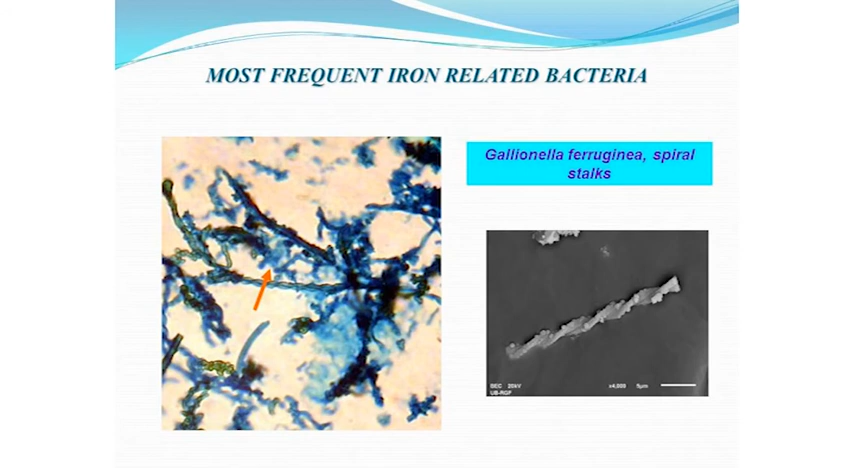 MOST FREQUENT IRON RELATED BACTERIA
Gallionella ferruginea, spiral
stalks
SEC 20kV x4,000 5µm
UB-RGF